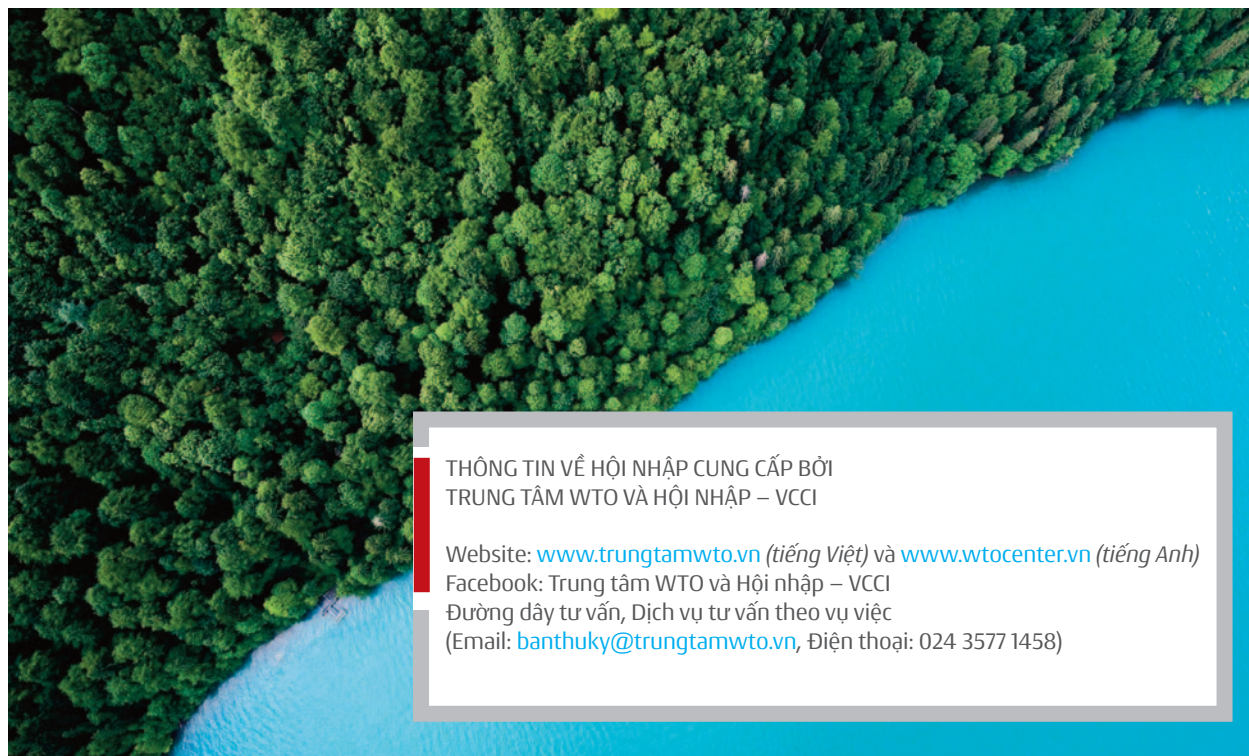 THÔNG TIN VỀ HỘI NHẬP CUNG CẤP BỞI
TRUNG TÂM WTO VÀ HỘI NHẬP – VCCI
Website: www.trungtamwto.vn (tiếng Việt) và www.wtocenter.vn (tiếng Anh)
Facebook: Trung tâm WTO và Hội nhập – VCCI
Đường dây tư vấn, Dịch vụ tư vấn theo vụ việc
(Email: banthuky@trungtamwto.vn, Điện thoại: 024 3577 1458)